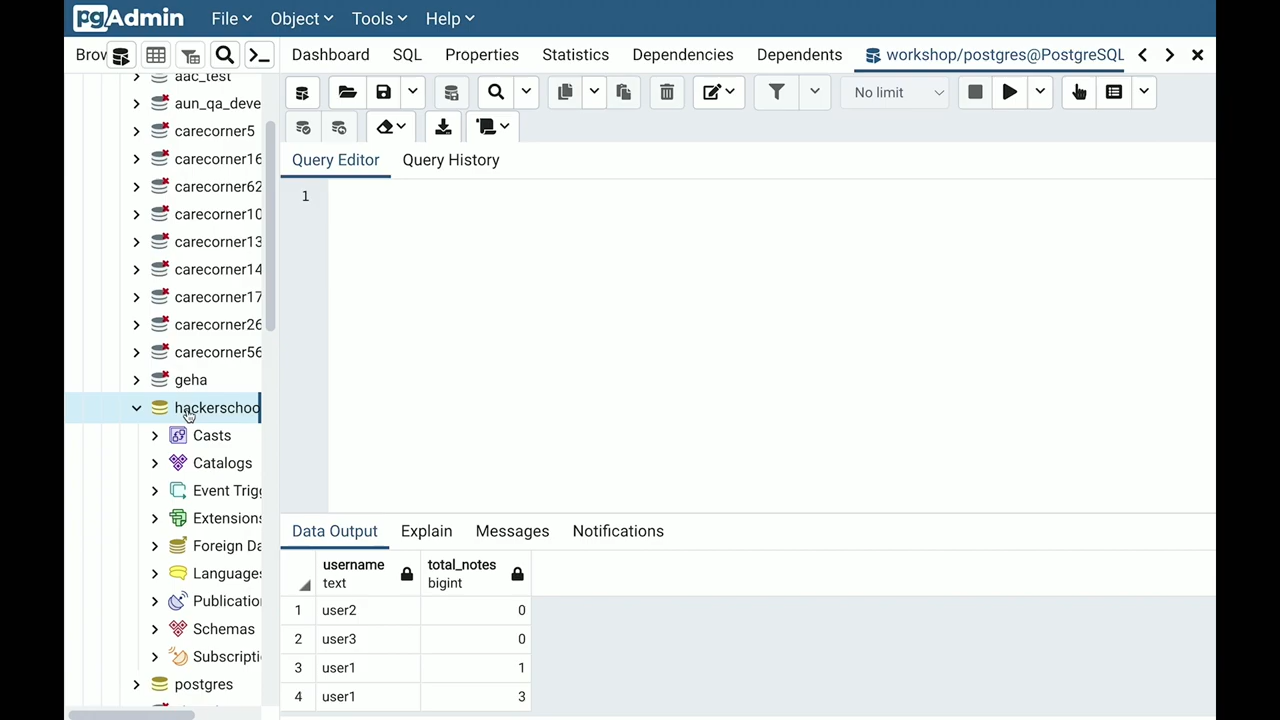 pgAdmin File Object Tools Help
Brow Dashboard SQL Properties Statistics Dependencies Dependents workshop/postgres@PostgreSQL
aac_test
aun_qa_deve
carecorner5
carecorner16
carecorner62
carecorner10
carecorner13
carecorner14
carecorner17
carecorner26
carecorner56
geha
hackerschoo
Casts
Catalogs
Event Trigg
Extensions
Foreign Da
Languages
Publicatio
Schemas
Subscripti
postgres
No limit
Query Editor Query History
1
Data Output Explain Messages Notifications
username total_notes
text bigint
1 user2 0
2 user3 0
3 user1 1
4 user1 3